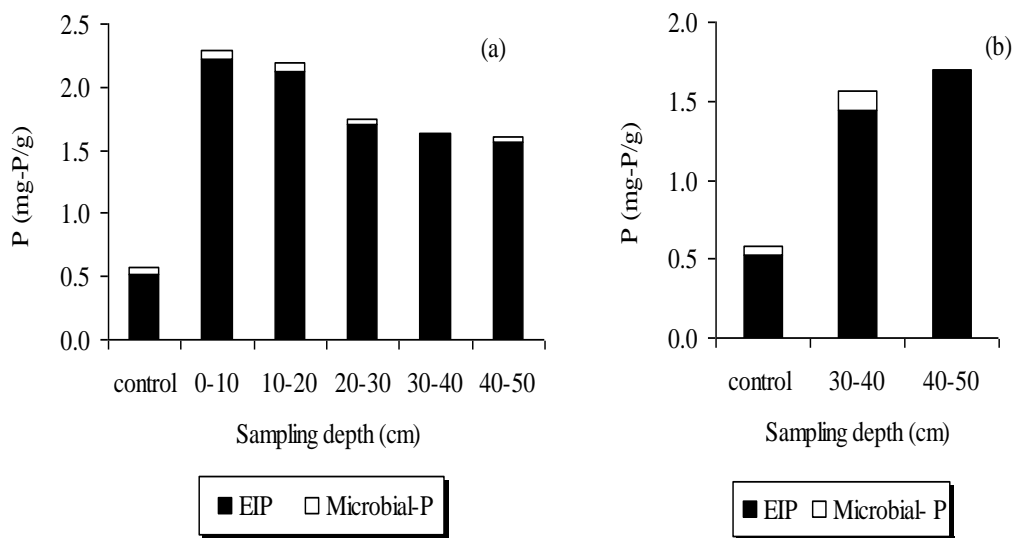 (a)
P (mg-P/g)
2.5
2.0
1.5
1.0
0.5
0.0
control 0-10 10-20 20-30 30-40 40-50
Sampling depth (cm)
EIP Microbial-P
(b)
P (mg-P/g)
2.0
1.5
1.0
0.5
0.0
control 30-40 40-50
Sampling depth (cm)
EIP Microbial- P